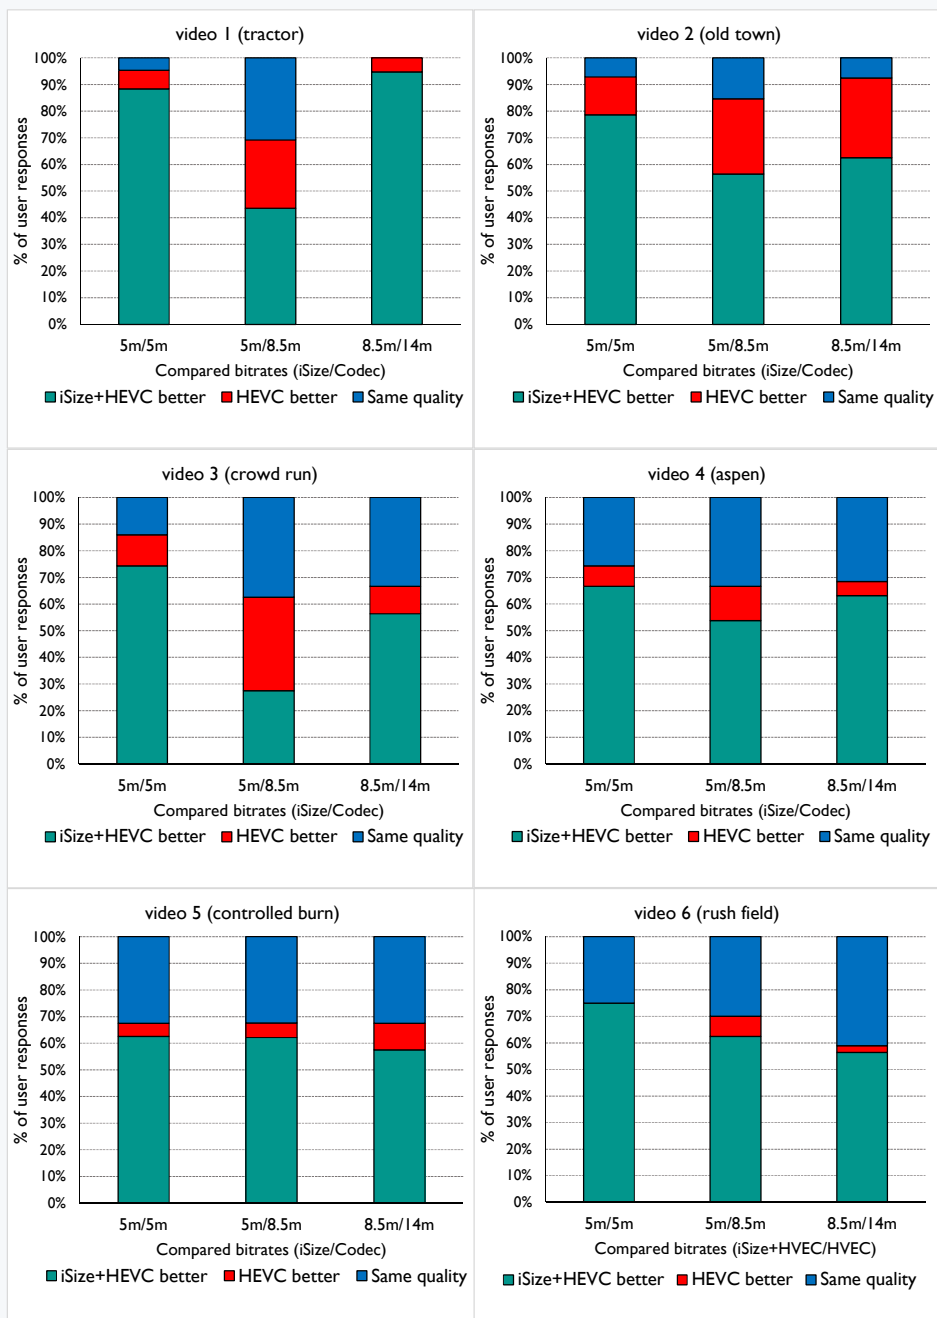 video 1 (tractor)
100%
90%
80%
70%
60%
50%
40%
30%
20%
10%
0%
% of user responses
5m/5m 5m/8.5m 8.5m/14m
Compared bitrates (iSize/Codec)
iSize+HEVC better HEVC better Same quality
video 2 (old town)
100%
90%
80%
70%
60%
50%
40%
30%
20%
10%
0%
% of user responses
5m/5m 5m/8.5m 8.5m/14m
Compared bitrates (iSize/Codec)
iSize+HEVC better HEVC better Same quality
video 3 (crowd run)
100%
90%
80%
70%
60%
50%
40%
30%
20%
10%
0%
% of user responses
5m/5m 5m/8.5m 8.5m/14m
Compared bitrates (iSize/Codec)
iSize+HEVC better HEVC better Same quality
video 4 (aspen)
100%
90%
80%
70%
60%
50%
40%
30%
20%
10%
0%
% of user responses
5m/5m 5m/8.5m 8.5m/14m
Compared bitrates (iSize/Codec)
iSize+HEVC better HEVC better Same quality
video 5 (controlled burn)
100%
90%
80%
70%
60%
50%
40%
30%
20%
10%
0%
% of user responses
5m/5m 5m/8.5m 8.5m/14m
Compared bitrates (iSize/Codec)
iSize+HEVC better HEVC better Same quality
video 6 (rush field)
100%
90%
80%
70%
60%
50%
40%
30%
20%
10%
0%
% of user responses
5m/5m 5m/8.5m 8.5m/14m
Compared bitrates (iSize+HVEC/HVEC)
iSize+HEVC better HEVC better Same quality